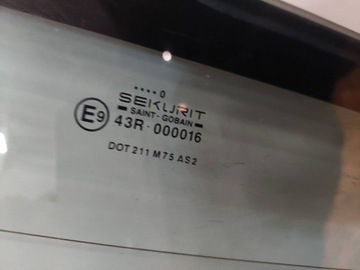 ....0
SEKURIT
SAINT-GOBAIN
E9
43R-000016
DOT 211 M75 AS2